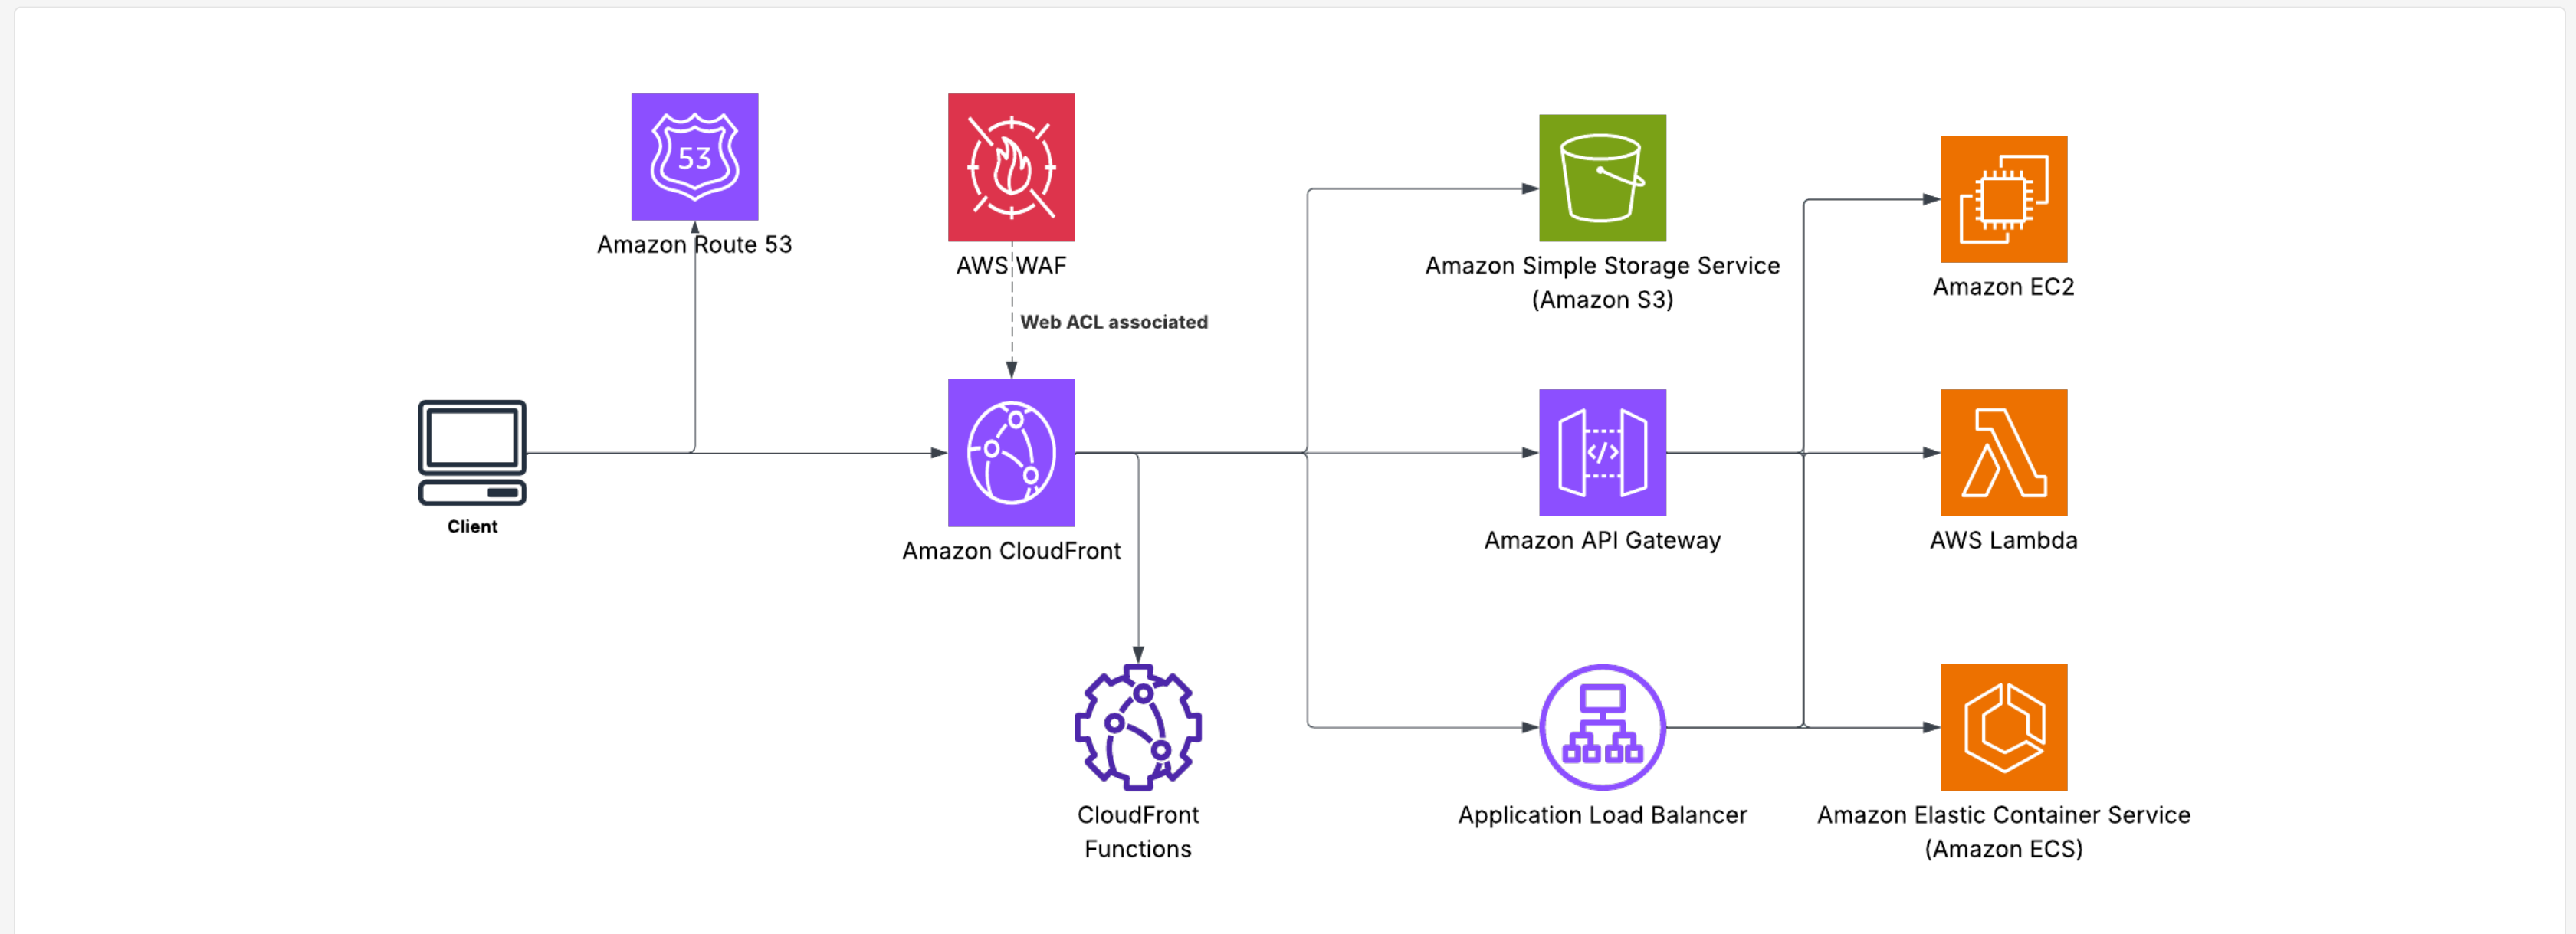 53
Amazon Route 53
AWS WAF
Web ACL associated
Client
Amazon CloudFront
CloudFront
Functions
Amazon Simple Storage Service
(Amazon S3)
</>
Amazon API Gateway
Application Load Balancer
Amazon EC2
AWS Lambda
Amazon Elastic Container Service
(Amazon ECS)